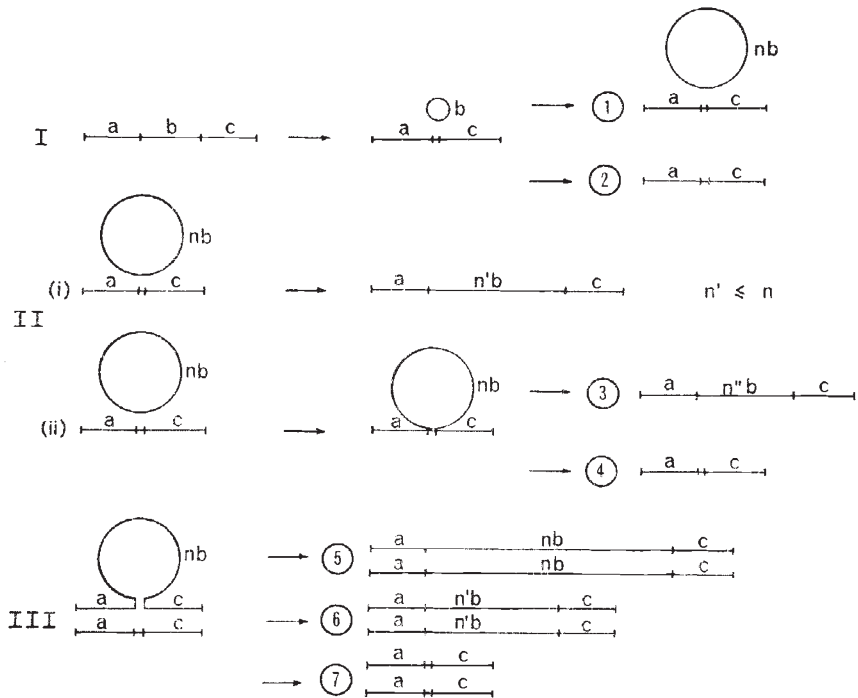 nb
b
a b c
I
a c
1
a c
2
a c
nb
(i)
a c
a n'b c
n' ≤ n
II
nb
nb
(ii)
a c
a c
3
a n"b c
4
a c
nb
III
a c
a c
5
a nb c
a nb c
6
a n'b c
a n'b c
7
a c
a c